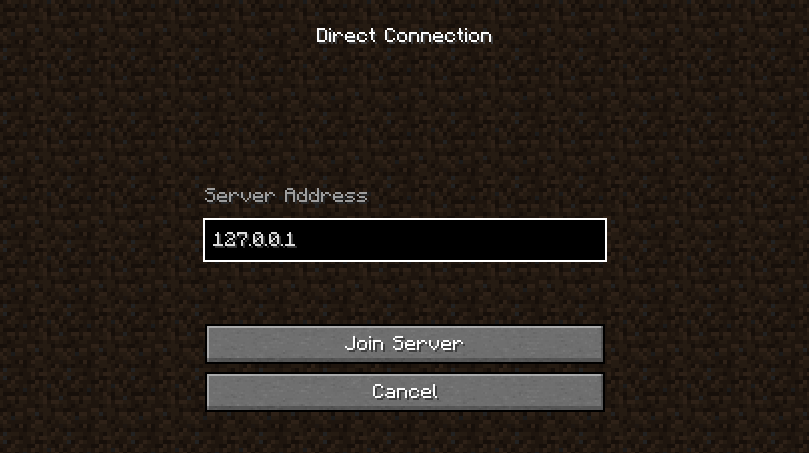 Direct Connection
Server Address
127.0.0.1
Join Server
Cancel